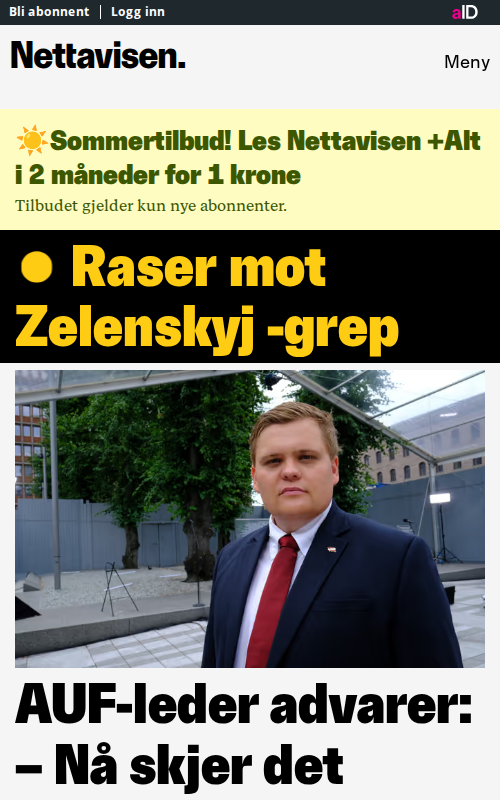 Bli abonnent | Logg inn
aID
Nettavisen.
Meny
Sommertilbud! Les Nettavisen +Alt
i 2 måneder for 1 krone
Tilbudet gjelder kun nye abonnenter.
Raser mot
Zelenskyj -grep
AUF-leder advarer:
– Nå skjer det